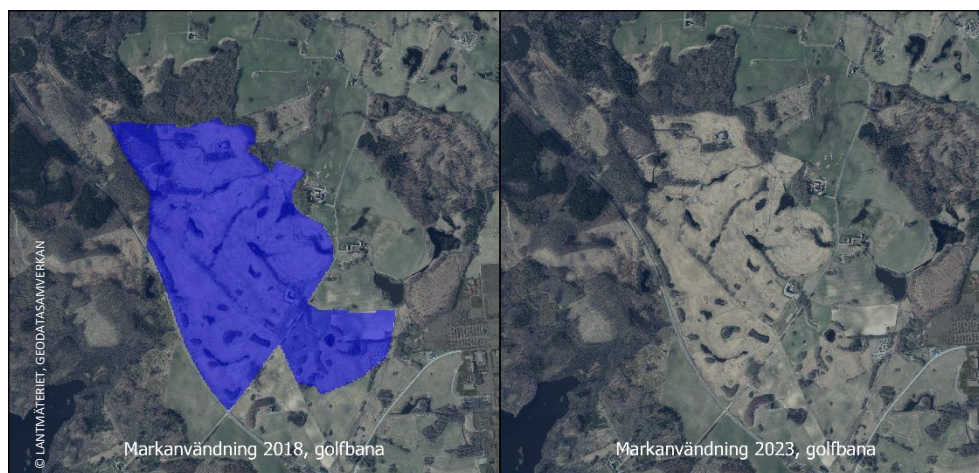 © LANTMÄTERIET, GEODATASAMVERKAN
Markanvändning 2018, golfbana
Markanvändning 2023, golfbana